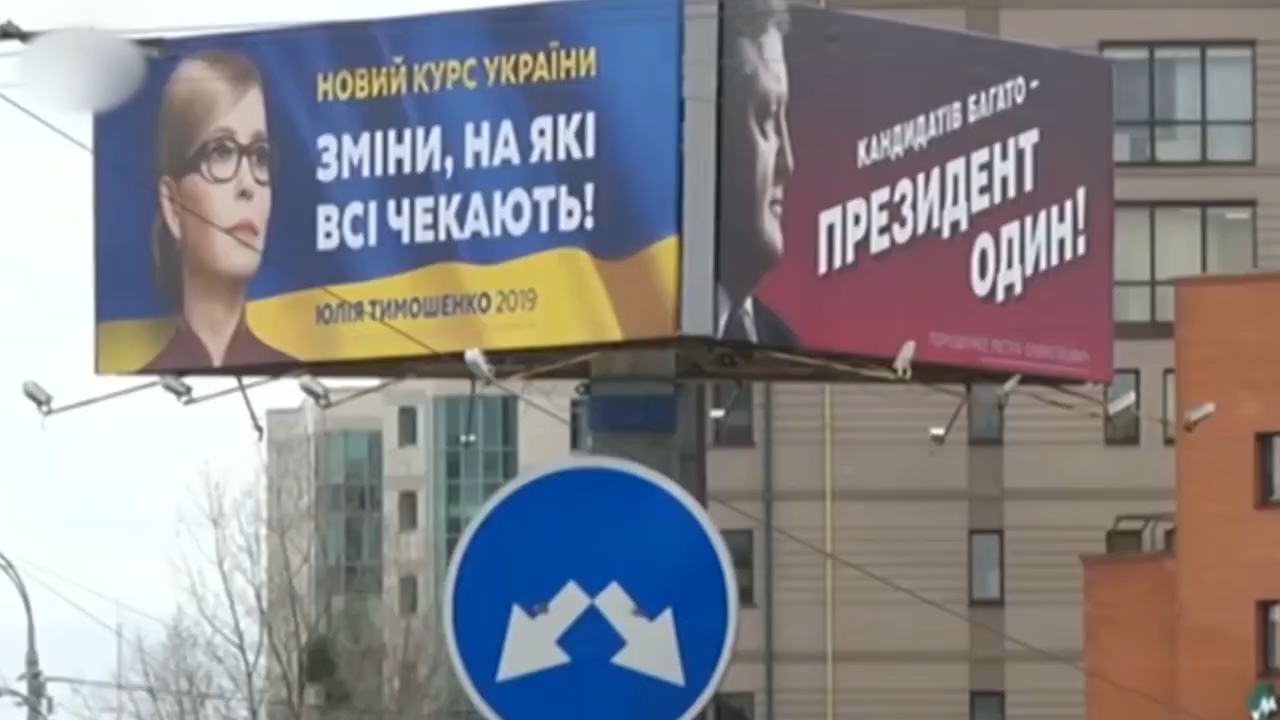 НОВИЙ КУРС УКРАЇНИ
ЗМІНИ, НА ЯКІ
ВСІ ЧЕКАЮТЬ!
ЮЛІЯ ТИМОШЕНКО 2019
КАНДИДАТІВ БАГАТО –
ПРЕЗИДЕНТ
ОДИН!